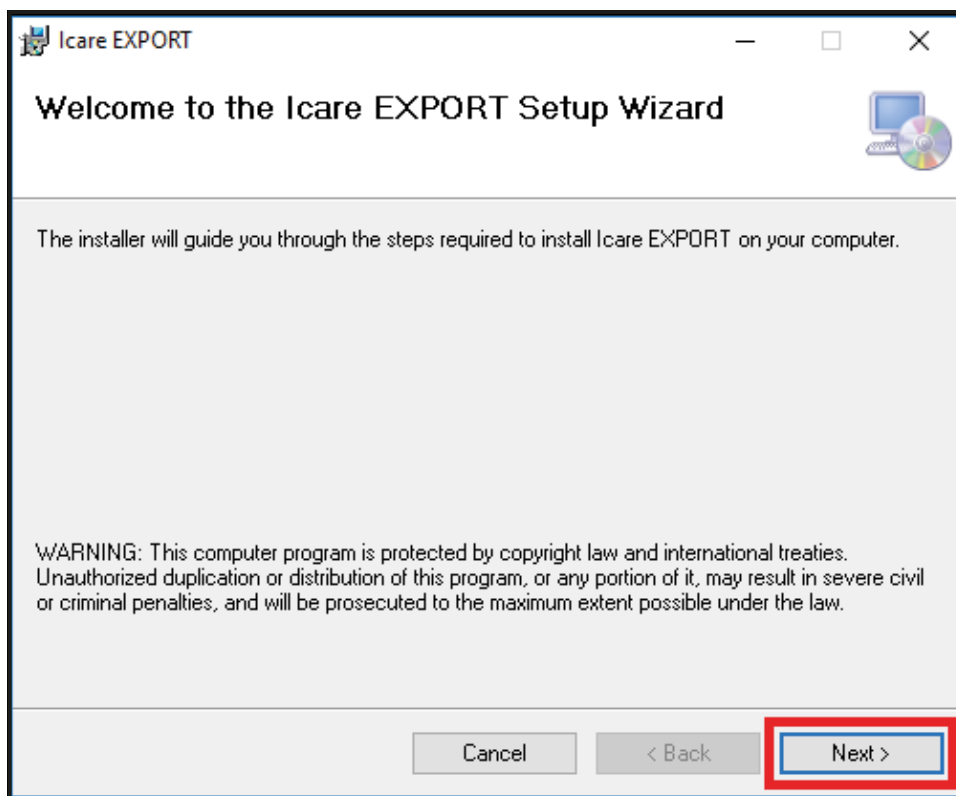 Icare EXPORT
Welcome to the Icare EXPORT Setup Wizard
The installer will guide you through the steps required to install Icare EXPORT on your computer.
WARNING: This computer program is protected by copyright law and international treaties.
Unauthorized duplication or distribution of this program, or any portion of it, may result in severe civil
or criminal penalties, and will be prosecuted to the maximum extent possible under the law.
Cancel
< Back
Next >